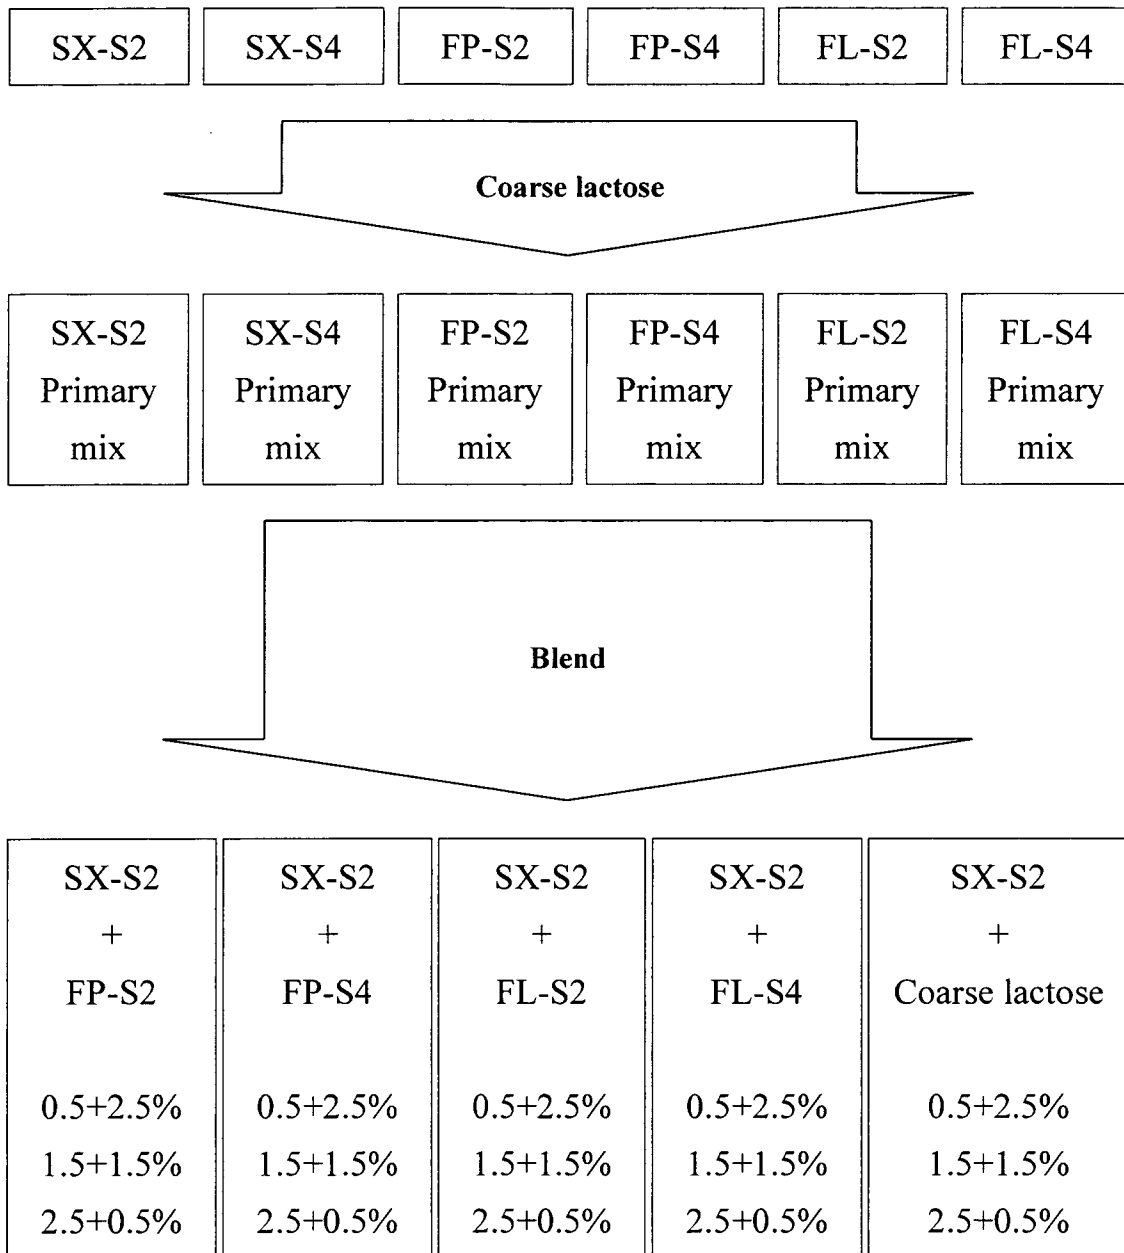 SX-S2 SX-S4 FP-S2 FP-S4 FL-S2 FL-S4
Coarse lactose
SX-S2 SX-S4 FP-S2 FP-S4 FL-S2 FL-S4
Primary Primary Primary Primary Primary Primary
mix mix mix mix mix mix
Blend
SX-S2 SX-S2 SX-S2 SX-S2 SX-S2
+ + + + +
FP-S2 FP-S4 FL-S2 FL-S4 Coarse lactose
0.5+2.5% 0.5+2.5% 0.5+2.5% 0.5+2.5% 0.5+2.5%
1.5+1.5% 1.5+1.5% 1.5+1.5% 1.5+1.5% 1.5+1.5%
2.5+0.5% 2.5+0.5% 2.5+0.5% 2.5+0.5% 2.5+0.5%